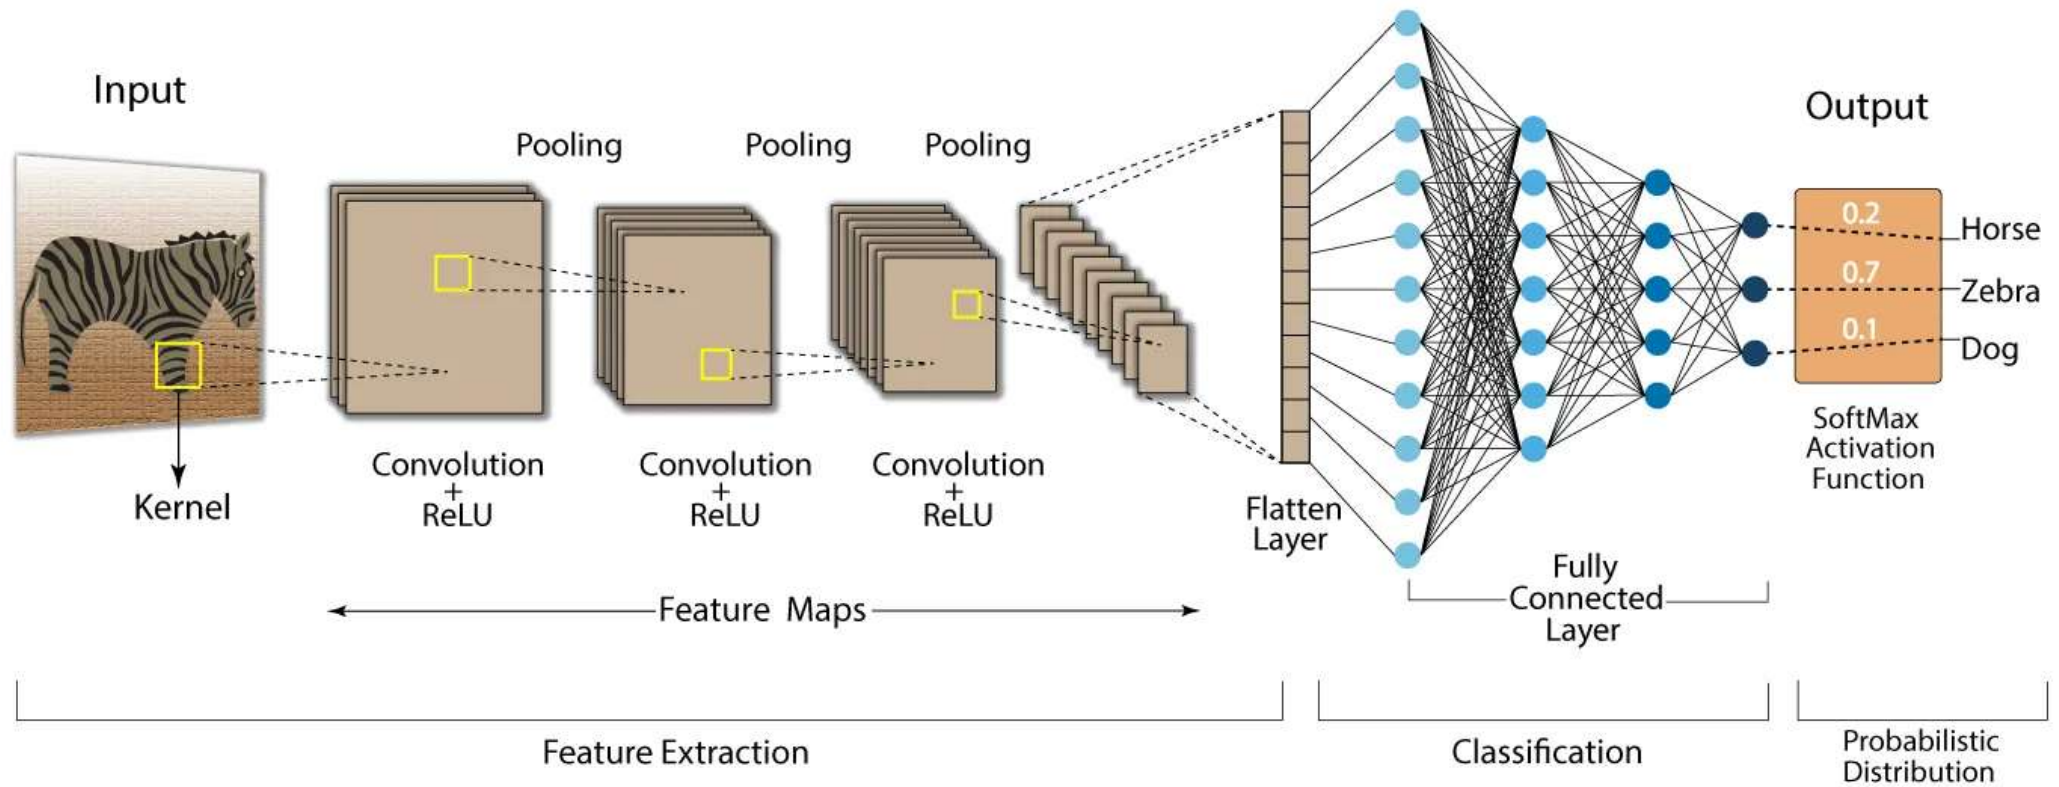 Input
Pooling
Pooling
Pooling
Output
0.2
Horse
0.7
Zebra
0.1
Dog
SoftMax
Activation
Function
Kernel
Convolution
+
ReLU
Convolution
+
ReLU
Convolution
+
ReLU
Flatten
Layer
Fully
Connected
Layer
Feature Maps
Feature Extraction
Classification
Probabilistic
Distribution